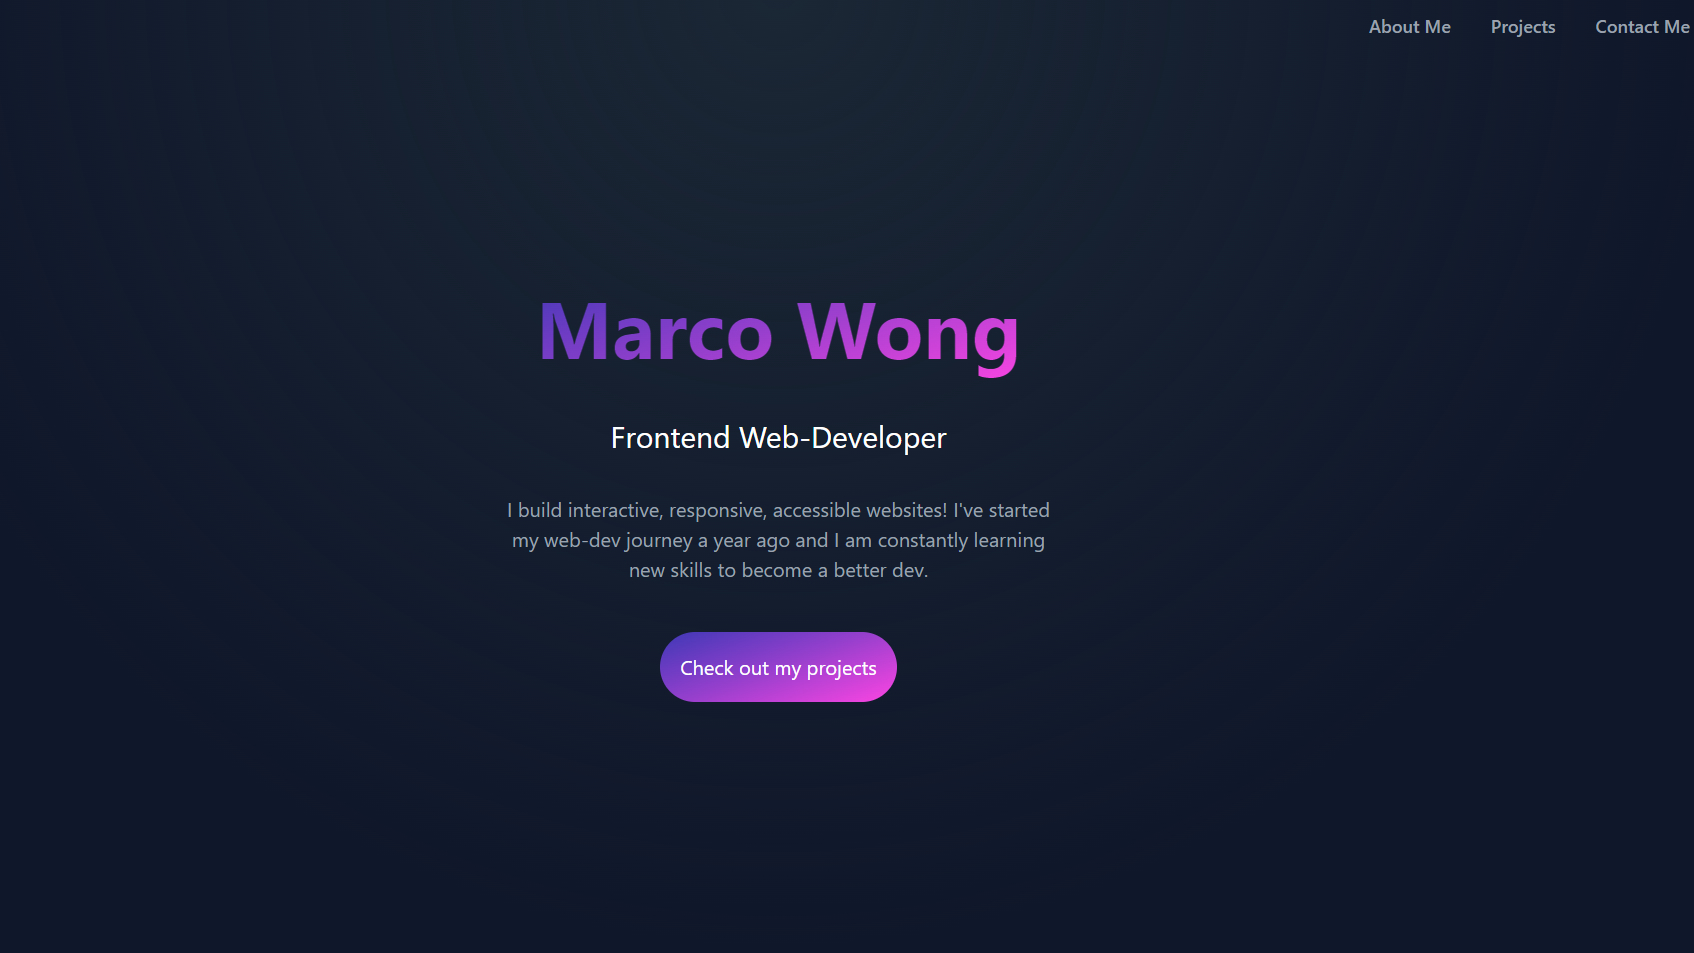 About Me Projects Contact Me
Marco Wong
Frontend Web-Developer
I build interactive, responsive, accessible websites! I've started
my web-dev journey a year ago and I am constantly learning
new skills to become a better dev.
Check out my projects